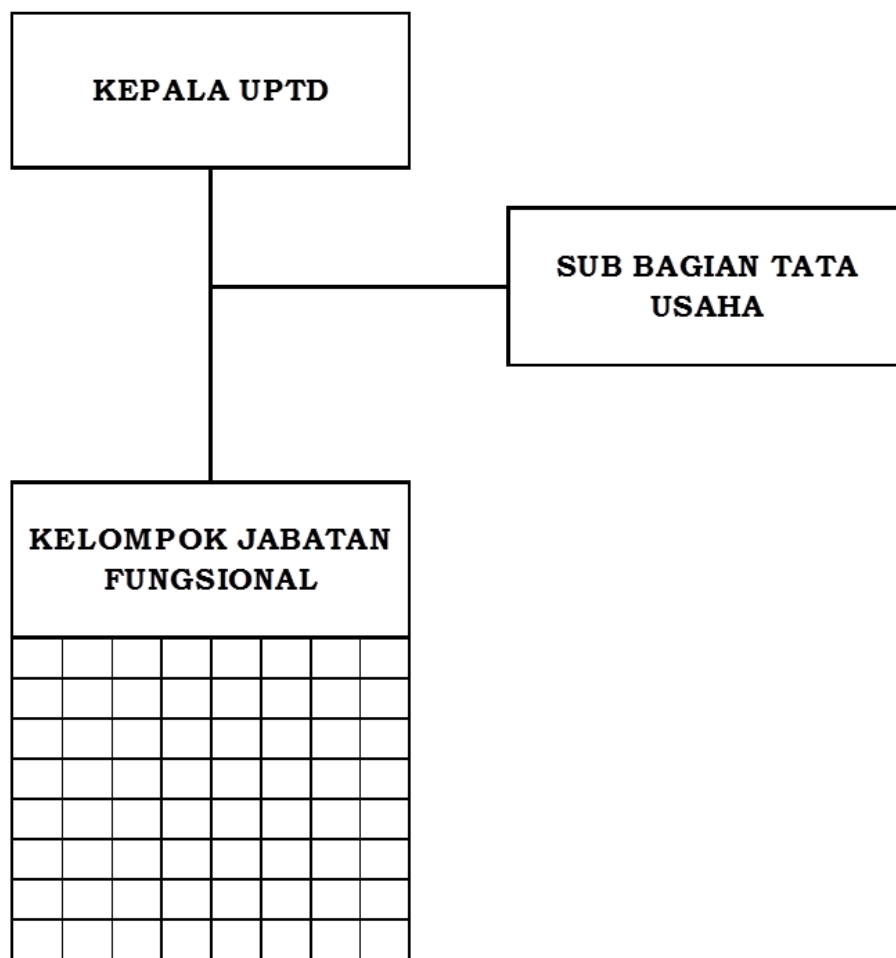 KEPALA UPTD
SUB BAGIAN TATA
USAHA
KELOMPOK JABATAN
FUNGSIONAL